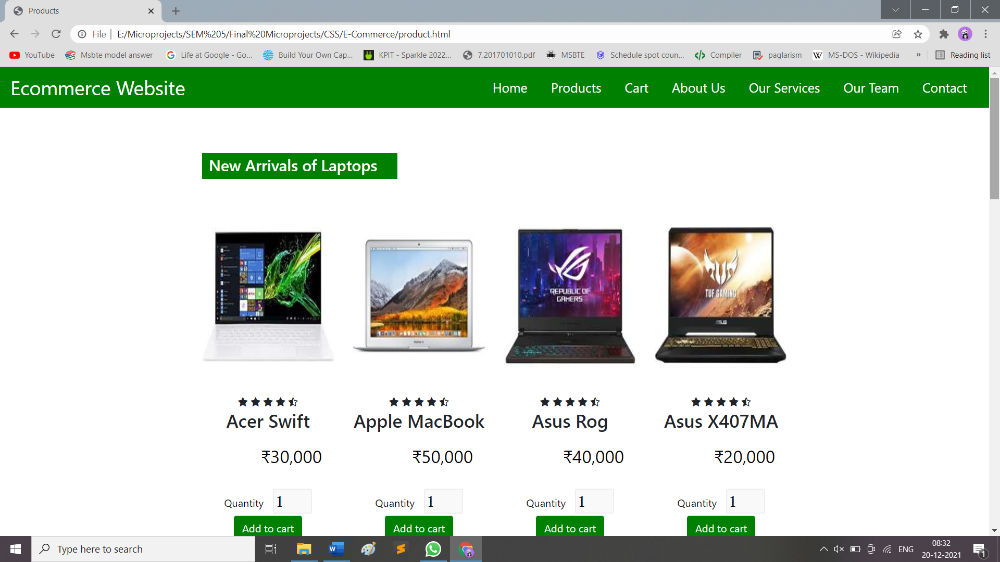 Products
File
E:/Microprojects/SEM%205/Final%20Microprojects/CSS/E-Commerce/product.html
YouTube
Msbte model answer
Life at Google - Go...
Build Your Own Cap...
KPIT - Sparkle 2022...
7.201701010.pdf
MSBTE
Schedule spot coun...
Compiler
paglarism
W MS-DOS - Wikipedia
»
Reading list
Ecommerce Website
Home
Products
Cart
About Us
Our Services
Our Team
Contact
New Arrivals of Laptops
REPUBLIC OF
GAMERS
TUF GAMING
ASUS
Acer Swift
Apple MacBook
Asus Rog
Asus X407MA
₹30,000
₹50,000
₹40,000
₹20,000
Quantity 1
Quantity 1
Quantity 1
Quantity 1
Add to cart
Add to cart
Add to cart
Add to cart
Type here to search
ENG
08:32
20-12-2021
1